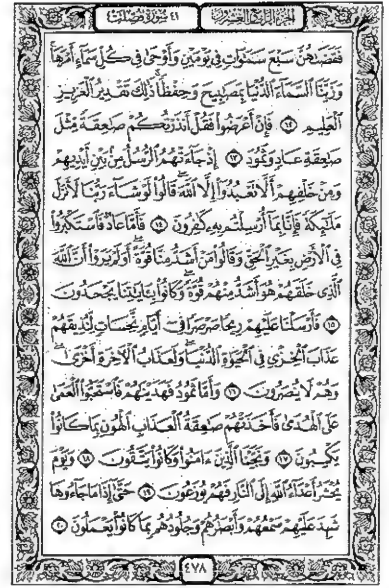 الجزء الرابع والعشرون
٤١ سورة فصلت
فَقَضَىٰهُنَّ سَبْعَ سَمَٰوَاتٍ فِي يَوْمَيْنِ وَأَوْحَىٰ فِي كُلِّ سَمَآءٍ أَمْرَهَا ۚ
وَزَيَّنَّا ٱلسَّمَآءَ ٱلدُّنْيَا بِمَصَٰبِيحَ وَحِفْظًا ۚ ذَٰلِكَ تَقْدِيرُ ٱلْعَزِيزِ
ٱلْعَلِيمِ ١٢ فَإِنْ أَعْرَضُوا۟ فَقُلْ أَنذَرْتُكُمْ صَٰعِقَةً مِّثْلَ
صَٰعِقَةِ عَادٍ وَثَمُودَ ١٣ إِذْ جَآءَتْهُمُ ٱلرُّسُلُ مِنۢ بَيْنِ أَيْدِيهِمْ
وَمِنْ خَلْفِهِمْ أَلَّا تَعْبُدُوٓا۟ إِلَّا ٱللَّهَ ۖ قَالُوا۟ لَوْ شَآءَ رَبُّنَا لَأَنزَلَ
مَلَٰٓئِكَةً فَإِنَّا بِمَآ أُرْسِلْتُم بِهِۦ كَٰفِرُونَ ١٤ فَأَمَّا عَادٌ فَٱسْتَكْبَرُوا۟
فِي ٱلْأَرْضِ بِغَيْرِ ٱلْحَقِّ وَقَالُوا۟ مَنْ أَشَدُّ مِنَّا قُوَّةً ۖ أَوَلَمْ يَرَوْا۟ أَنَّ ٱللَّهَ
ٱلَّذِي خَلَقَهُمْ هُوَ أَشَدُّ مِنْهُمْ قُوَّةً ۖ وَكَانُوا۟ بِـَٔايَٰتِنَا يَجْحَدُونَ
١٥ فَأَرْسَلْنَا عَلَيْهِمْ رِيحًا صَرْصَرًا فِيٓ أَيَّامٍ نَّحِسَاتٍ لِّنُذِيقَهُمْ
عَذَابَ ٱلْخِزْيِ فِي ٱلْحَيَوٰةِ ٱلدُّنْيَا ۖ وَلَعَذَابُ ٱلْآخِرَةِ أَخْزَىٰ ۖ
وَهُمْ لَا يُنصَرُونَ ١٦ وَأَمَّا ثَمُودُ فَهَدَيْنَٰهُمْ فَٱسْتَحَبُّوا۟ ٱلْعَمَىٰ
عَلَى ٱلْهُدَىٰ فَأَخَذَتْهُمْ صَٰعِقَةُ ٱلْعَذَابِ ٱلْهُونِ بِمَا كَانُوا۟
يَكْسِبُونَ ١٧ وَنَجَّيْنَا ٱلَّذِينَ ءَامَنُوا۟ وَكَانُوا۟ يَتَّقُونَ ١٨ وَيَوْمَ
يُحْشَرُ أَعْدَآءُ ٱللَّهِ إِلَى ٱلنَّارِ فَهُمْ يُوزَعُونَ ١٩ حَتَّىٰٓ إِذَا مَا جَآءُوهَا
شَهِدَ عَلَيْهِمْ سَمْعُهُمْ وَأَبْصَٰرُهُمْ وَجُلُودُهُم بِمَا كَانُوا۟ يَعْمَلُونَ ٢٠
٤٧٨